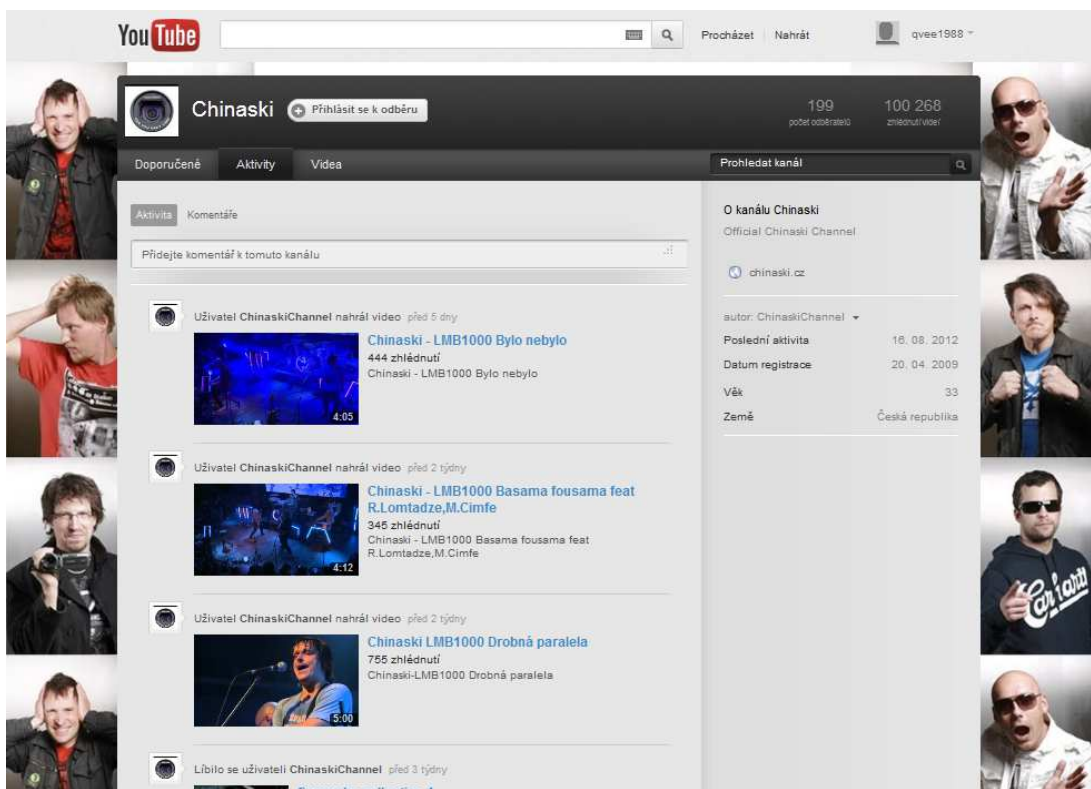 YouTube
Procházet
Nahrát
qvee1988
Chinaski
Přihlásit se k odběru
199
počet odběratelů
100 268
zhlédnutí videí
Doporučené
Aktivity
Videa
Prohledat kanál
Aktivita
Komentáře
Přidejte komentář k tomuto kanálu
Uživatel ChinaskiChannel nahrál video před 5 dny
Chinaski - LMB1000 Bylo nebylo
444 zhlédnutí
Chinaski - LMB1000 Bylo nebylo
4:05
Uživatel ChinaskiChannel nahrál video před 2 týdny
Chinaski - LMB1000 Basama fousama feat
R.Lomtadze,M.Cimfe
345 zhlédnutí
Chinaski - LMB1000 Basama fousama feat
R.Lomtadze,M.Cimfe
4:12
Uživatel ChinaskiChannel nahrál video před 2 týdny
Chinaski LMB1000 Drobná paralela
755 zhlédnutí
Chinaski-LMB1000 Drobná paralela
5:00
Líbilo se uživateli ChinaskiChannel před 3 týdny
O kanálu Chinaski
Official Chinaski Channel
chinaski.cz
autor: ChinaskiChannel
Poslední aktivita 16. 08. 2012
Datum registrace 20. 04. 2009
Věk 33
Země Česká republika
Carhartt